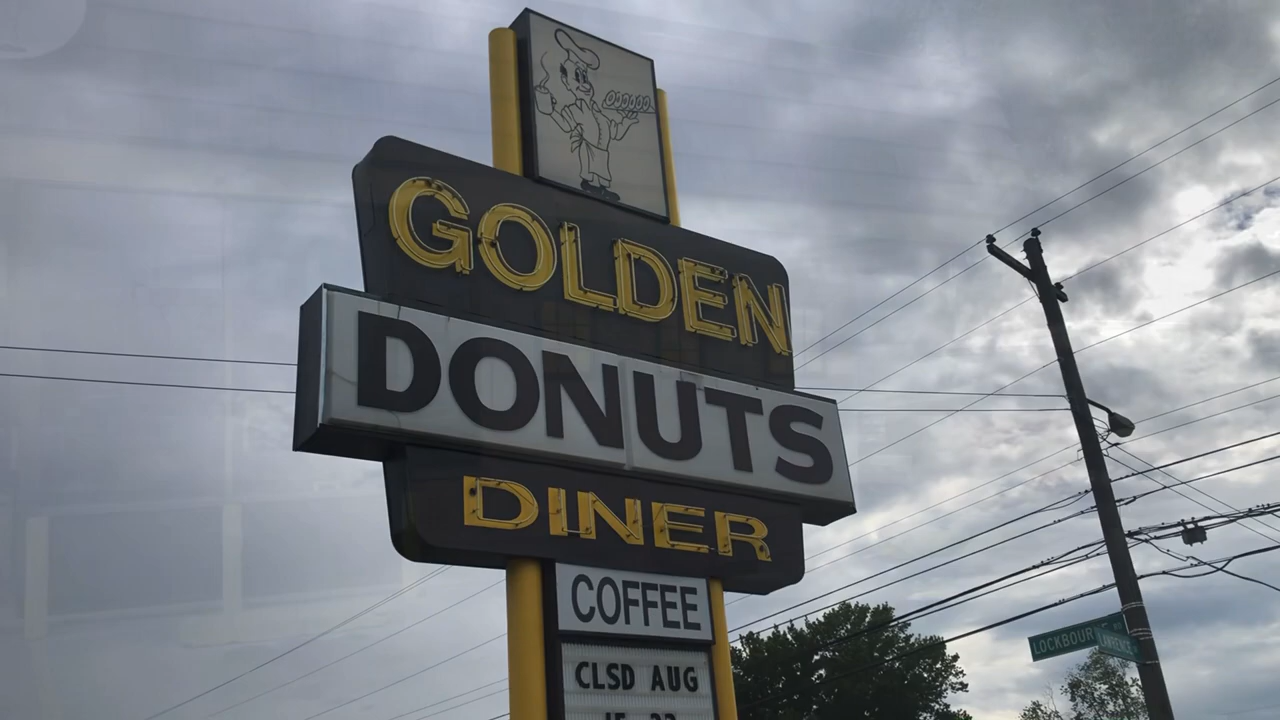 GOLDEN
DONUTS
DINER
COFFEE
CLSD AUG
LOCKBOURNE